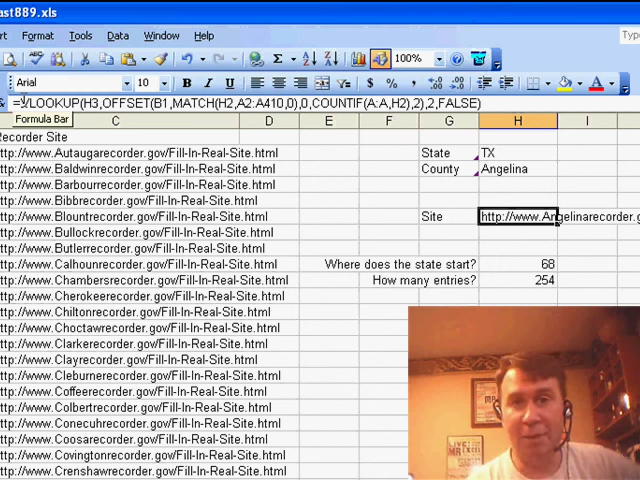 ast889.xls
Format Tools Data Window Help
100%
Arial 10 B I U
=VLOOKUP(H3,OFFSET(B1,MATCH(H2,A2:A410,0),0,COUNTIF(A:A,H2),2),2,FALSE)
Formula Bar
C D E F G H I
Recorder Site
http://www.Autaugarecorder.gov/Fill-In-Real-Site.html State TX
http://www.Baldwinrecorder.gov/Fill-In-Real-Site.html County Angelina
http://www.Barbourrecorder.gov/Fill-In-Real-Site.html
http://www.Bibbrecorder.gov/Fill-In-Real-Site.html
http://www.Blountrecorder.gov/Fill-In-Real-Site.html Site http://www.Angelinarecorder.g
http://www.Bullockrecorder.gov/Fill-In-Real-Site.html
http://www.Butlerrecorder.gov/Fill-In-Real-Site.html
http://www.Calhounrecorder.gov/Fill-In-Real-Site.html Where does the state start? 68
http://www.Chambersrecorder.gov/Fill-In-Real-Site.html How many entries? 254
http://www.Cherokeerecorder.gov/Fill-In-Real-Site.html
http://www.Chiltonrecorder.gov/Fill-In-Real-Site.html
http://www.Choctawrecorder.gov/Fill-In-Real-Site.html
http://www.Clarkerecorder.gov/Fill-In-Real-Site.html
http://www.Clayrecorder.gov/Fill-In-Real-Site.html
http://www.Cleburnerecorder.gov/Fill-In-Real-Site.html
http://www.Coffeerecorder.gov/Fill-In-Real-Site.html
http://www.Colbertrecorder.gov/Fill-In-Real-Site.html
http://www.Conecuhrecorder.gov/Fill-In-Real-Site.html
http://www.Coosarecorder.gov/Fill-In-Real-Site.html
http://www.Covingtonrecorder.gov/Fill-In-Real-Site.html
http://www.Crenshawrecorder.gov/Fill-In-Real-Site.html
LIVE
MR
EXCEL